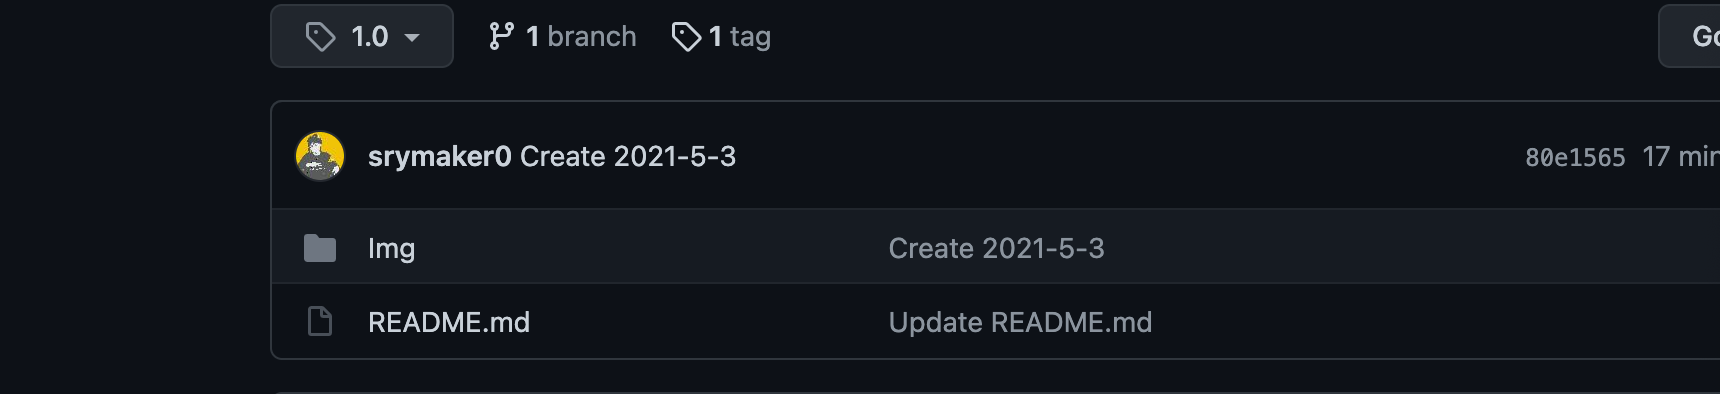 1.0 1 branch 1 tag
srymaker0 Create 2021-5-3 80e1565 17
Img Create 2021-5-3
README.md Update README.md